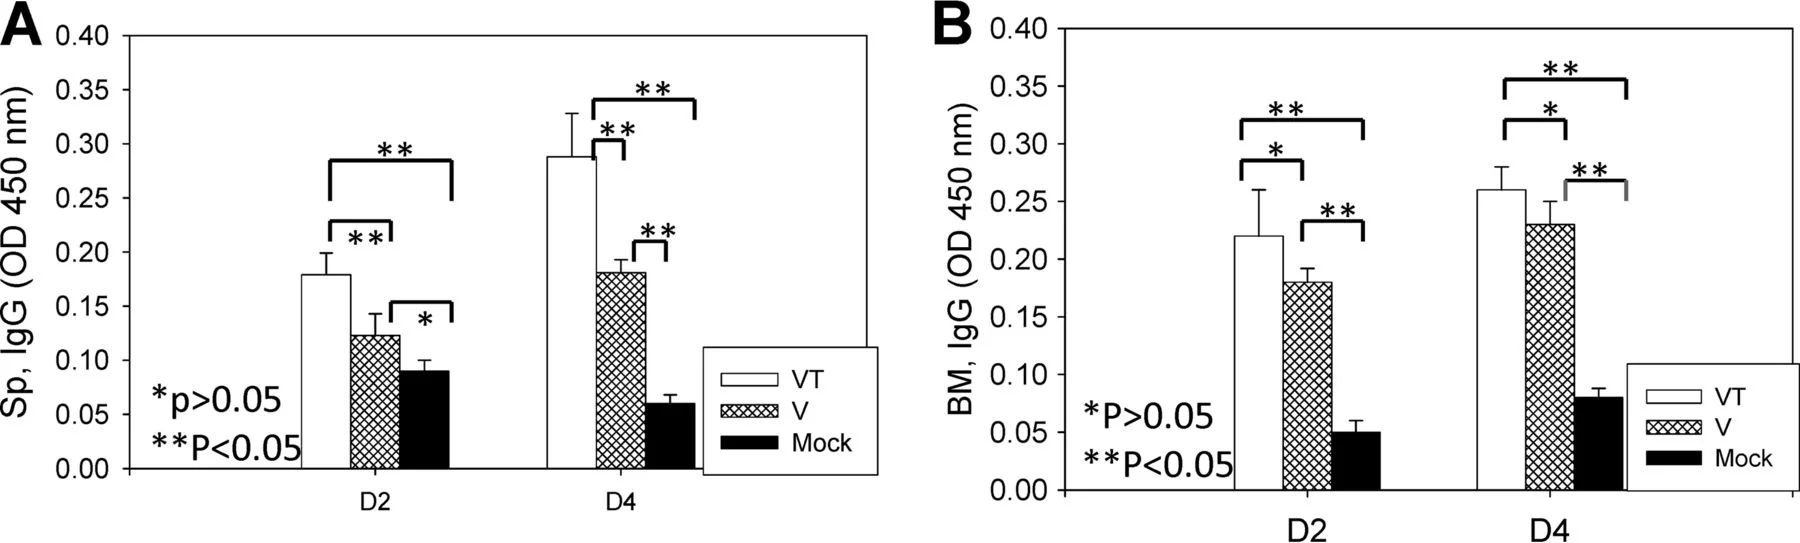 A
Sp, IgG (OD 450 nm)
0.40
0.35
0.30
0.25
0.20
0.15
0.10
0.05
0.00
**
**
*
**
**
**
*p>0.05
**P<0.05
VT
V
Mock
D2
D4
B
BM, IgG (OD 450 nm)
0.40
0.35
0.30
0.25
0.20
0.15
0.10
0.05
0.00
**
*
**
**
*
**
*P>0.05
**P<0.05
VT
V
Mock
D2
D4